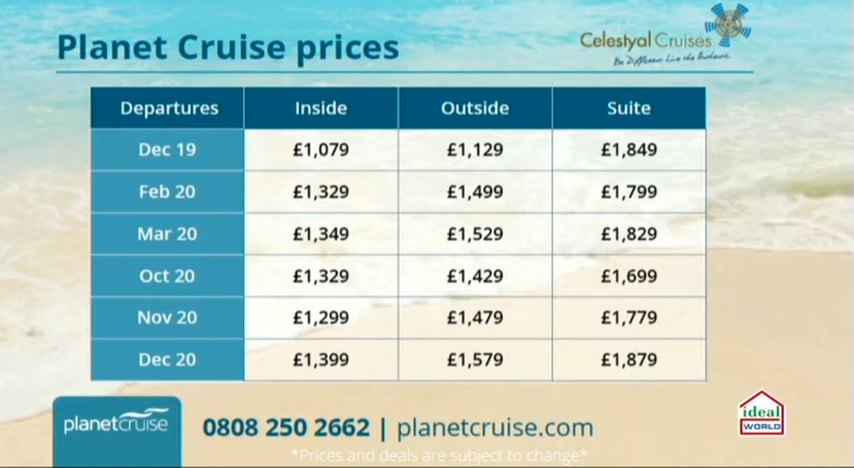 Planet Cruise prices
Celestyal Cruises
Departures Inside Outside Suite
Dec 19 £1,079 £1,129 £1,849
Feb 20 £1,329 £1,499 £1,799
Mar 20 £1,349 £1,529 £1,829
Oct 20 £1,329 £1,429 £1,699
Nov 20 £1,299 £1,479 £1,779
Dec 20 £1,399 £1,579 £1,879
planetcruise
0808 250 2662 | planetcruise.com
ideal
WORLD
*Prices and deals are subject to change*